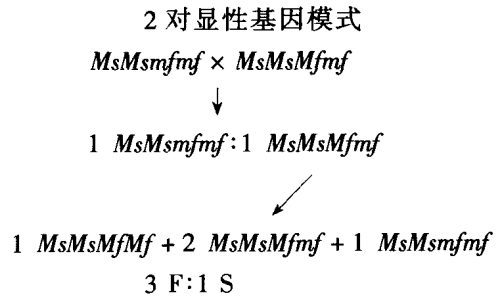 2 对显性基因模式
MsMsmfmf × MsMsMfmf
↓
1 MsMsmfmf∶1 MsMsMfmf
1 MsMsMfMf + 2 MsMsMfmf + 1 MsMsmfmf
3 F∶1 S